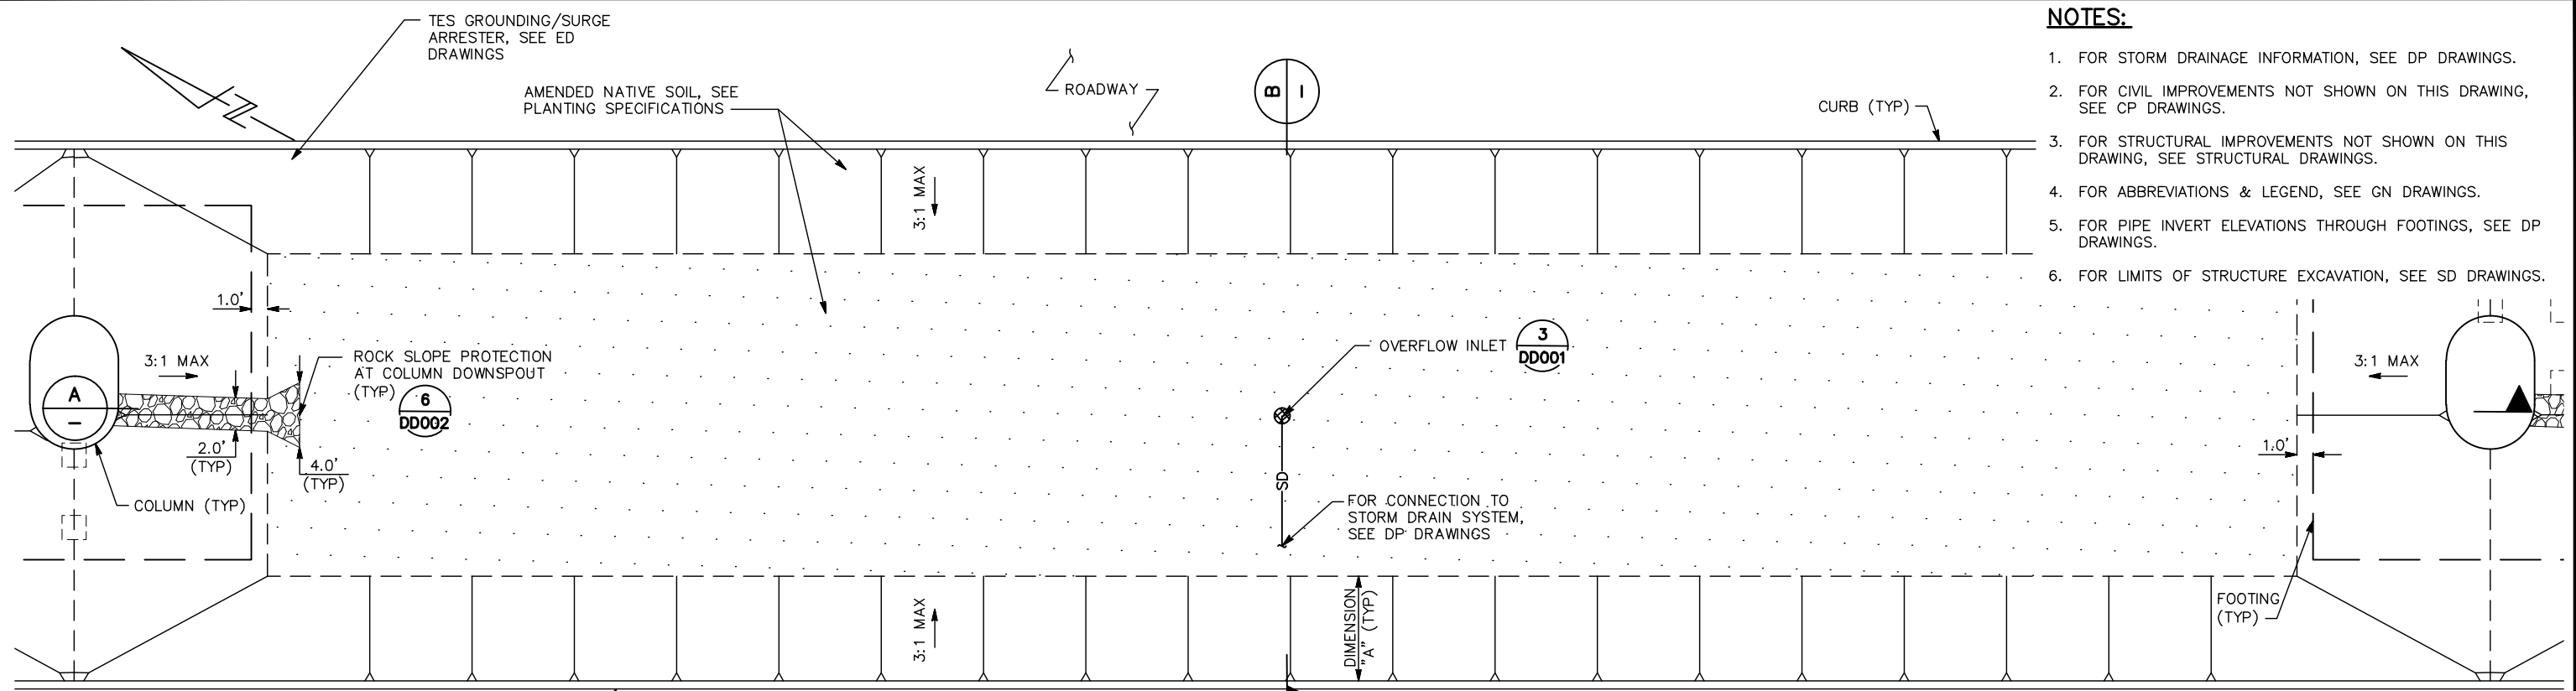 TES GROUNDING/SURGE
ARRESTER, SEE ED
DRAWINGS
AMENDED NATIVE SOIL, SEE
PLANTING SPECIFICATIONS
ROADWAY
B
–
CURB (TYP)
NOTES:
1. FOR STORM DRAINAGE INFORMATION, SEE DP DRAWINGS.
2. FOR CIVIL IMPROVEMENTS NOT SHOWN ON THIS DRAWING,
SEE CP DRAWINGS.
3. FOR STRUCTURAL IMPROVEMENTS NOT SHOWN ON THIS
DRAWING, SEE STRUCTURAL DRAWINGS.
4. FOR ABBREVIATIONS & LEGEND, SEE GN DRAWINGS.
5. FOR PIPE INVERT ELEVATIONS THROUGH FOOTINGS, SEE DP
DRAWINGS.
6. FOR LIMITS OF STRUCTURE EXCAVATION, SEE SD DRAWINGS.
3:1 MAX
1.0'
3:1 MAX
ROCK SLOPE PROTECTION
AT COLUMN DOWNSPOUT
(TYP)
6
DD002
A
–
2.0'
(TYP)
4.0'
(TYP)
COLUMN (TYP)
OVERFLOW INLET
3
DD001
SD
FOR CONNECTION TO
STORM DRAIN SYSTEM,
SEE DP DRAWINGS
3:1 MAX
1.0'
FOOTING
(TYP)
3:1 MAX
DIMENSION
"A" (TYP)